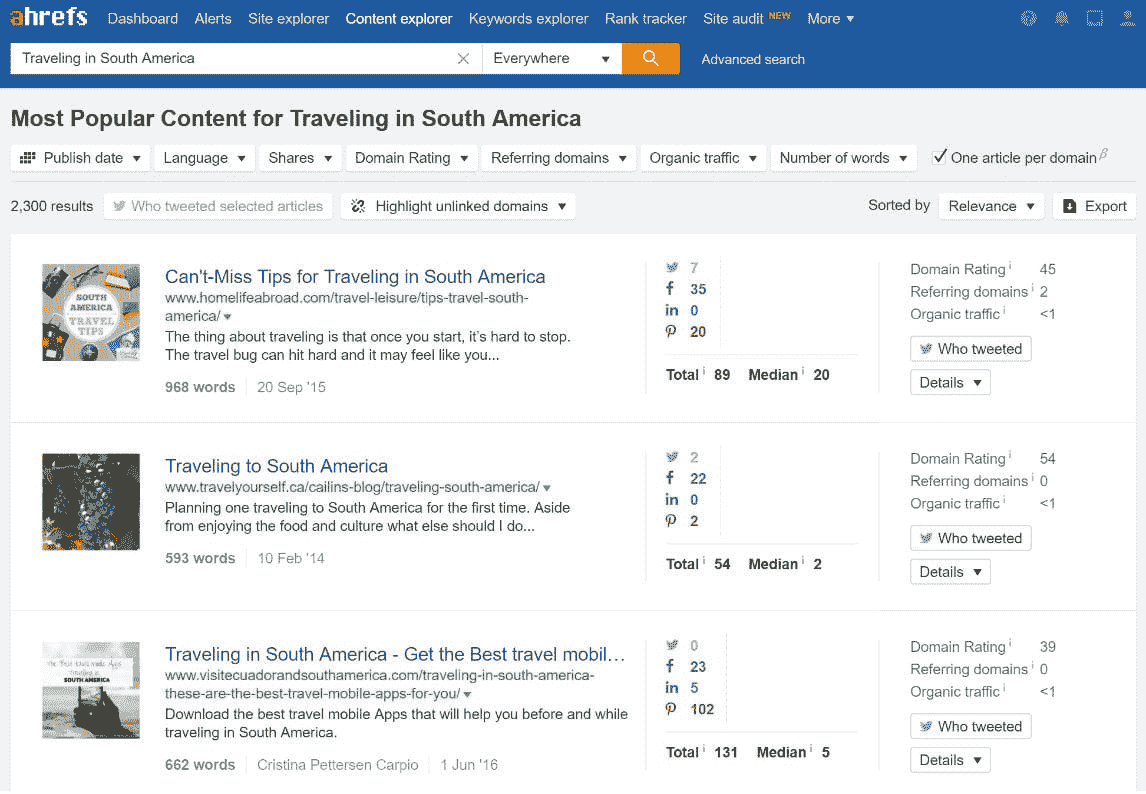 ahrefs Dashboard Alerts Site explorer Content explorer Keywords explorer Rank tracker Site audit NEW More
Traveling in South America Everywhere Advanced search
Most Popular Content for Traveling in South America
Publish date Language Shares Domain Rating Referring domains Organic traffic Number of words One article per domain β
2,300 results Who tweeted selected articles Highlight unlinked domains Sorted by Relevance Export
SOUTH
AMERICA
TRAVEL
TIPS
Can't-Miss Tips for Traveling in South America
www.homelifeabroad.com/travel-leisure/tips-travel-south-
america/
The thing about traveling is that once you start, it's hard to stop.
The travel bug can hit hard and it may feel like you...
968 words 20 Sep '15
7
f 35
in 0
20
Total i 89 Median i 20
Domain Rating i 45
Referring domains i 2
Organic traffic i <1
Who tweeted
Details
Traveling to South America
www.travelyourself.ca/cailins-blog/traveling-south-america/
Planning one traveling to South America for the first time. Aside
from enjoying the food and culture what else should I do...
593 words 10 Feb '14
2
f 22
in 0
2
Total i 54 Median i 2
Domain Rating i 54
Referring domains i 0
Organic traffic i <1
Who tweeted
Details
The Best travel mobile Apps
Traveling in
SOUTH AMERICA
Traveling in South America - Get the Best travel mobil…
www.visitecuadorandsouthamerica.com/traveling-in-south-america-
these-are-the-best-travel-mobile-apps-for-you/
Download the best travel mobile Apps that will help you before and while
traveling in South America.
662 words Cristina Pettersen Carpio 1 Jun '16
0
f 23
in 5
102
Total i 131 Median i 5
Domain Rating i 39
Referring domains i 0
Organic traffic i <1
Who tweeted
Details